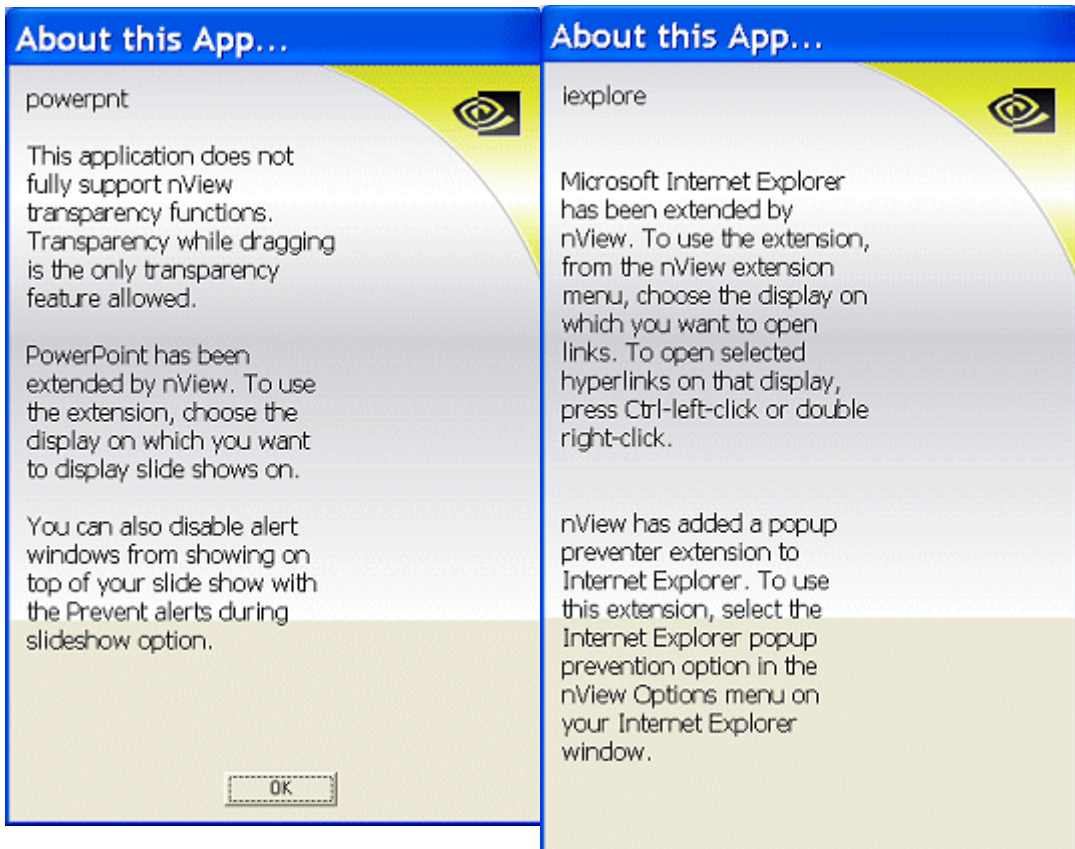 About this App...
powerpnt
This application does not
fully support nView
transparency functions.
Transparency while dragging
is the only transparency
feature allowed.
PowerPoint has been
extended by nView. To use
the extension, choose the
display on which you want
to display slide shows on.
You can also disable alert
windows from showing on
top of your slide show with
the Prevent alerts during
slideshow option.
OK
About this App...
iexplore
Microsoft Internet Explorer
has been extended by
nView. To use the extension,
from the nView extension
menu, choose the display on
which you want to open
links. To open selected
hyperlinks on that display,
press Ctrl-left-click or double
right-click.
nView has added a popup
preventer extension to
Internet Explorer. To use
this extension, select the
Internet Explorer popup
prevention option in the
nView Options menu on
your Internet Explorer
window.